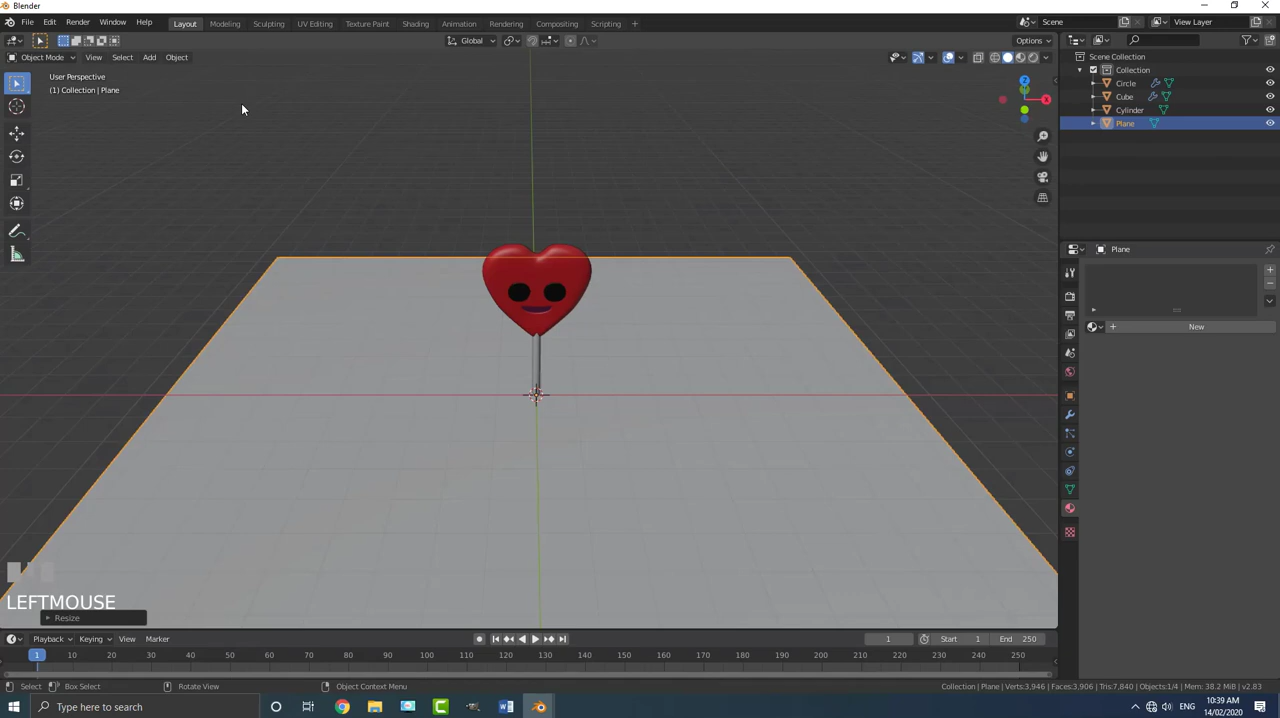 Blender
File Edit Render Window Help Layout Modeling Sculpting UV Editing Texture Paint Shading Animation Rendering Compositing Scripting + Scene View Layer
Global Options
Object Mode View Select Add Object
User Perspective
(1) Collection | Plane
Scene Collection
Collection
Circle
Cube
Cylinder
Plane
Z
X
Plane
New
LEFTMOUSE
Resize
Playback Keying View Marker 1 Start 1 End 250
1 10 20 30 40 50 60 70 80 90 100 110 120 130 140 150 160 170 180 190 200 210 220 230 240 250
Select Box Select Rotate View Object Context Menu Collection | Plane | Verts:3,946 | Faces:3,906 | Tris:7,840 | Objects:1/4 | Mem: 38.2 MiB | v2.83
Type here to search ENG 10:39 AM
14/02/2020